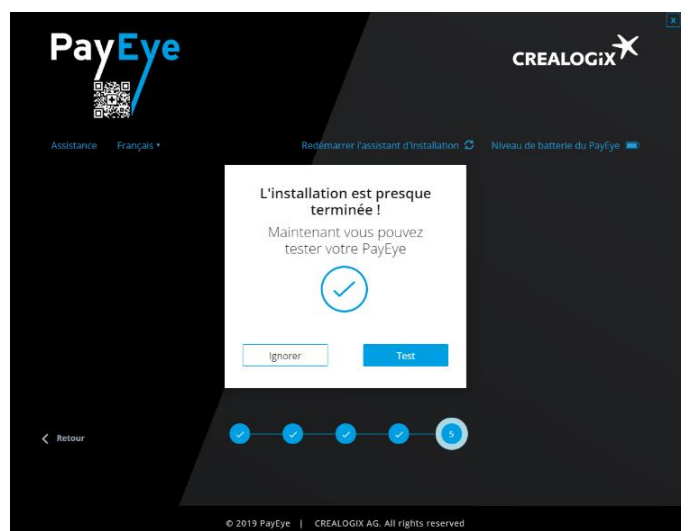 x
PayEye
CREALOGiX
Assistance Français
Redémarrer l'assistant d'installation
Niveau de batterie du PayEye
L'installation est presque
terminée !
Maintenant vous pouvez
tester votre PayEye
Ignorer
Test
Retour
5
© 2019 PayEye | CREALOGIX AG. All rights reserved